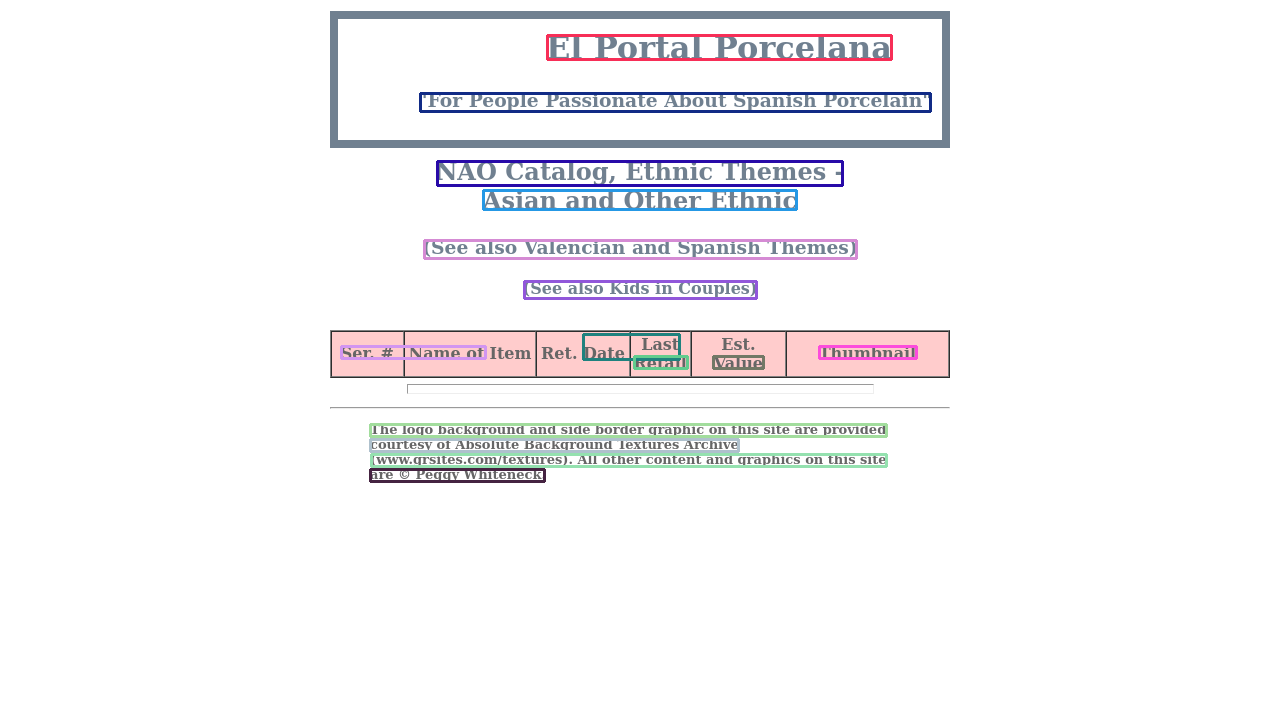 El Portal Porcelana
"For People Passionate About Spanish Porcelain"
NAO Catalog, Ethnic Themes -
Asian and Other Ethnic
(See also Valencian and Spanish Themes)
(See also Kids in Couples)
Ser. # Name of Item Ret. Date Last Retail Est. Value Thumbnail
The logo background and side border graphic on this site are provided
courtesy of Absolute Background Textures Archive
(www.grsites.com/textures). All other content and graphics on this site
are © Peggy Whiteneck.